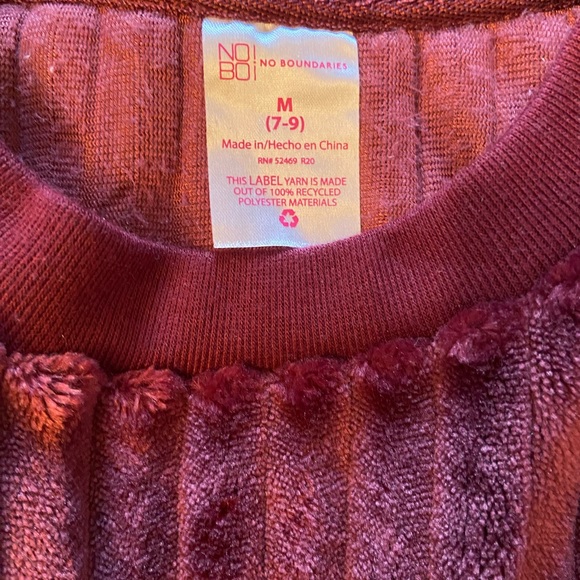 NO!
BOi
NO BOUNDARIES
M
(7-9)
Made in/Hecho en China
RN# 52469 R20
THIS LABEL YARN IS MADE
OUT OF 100% RECYCLED
POLYESTER MATERIALS